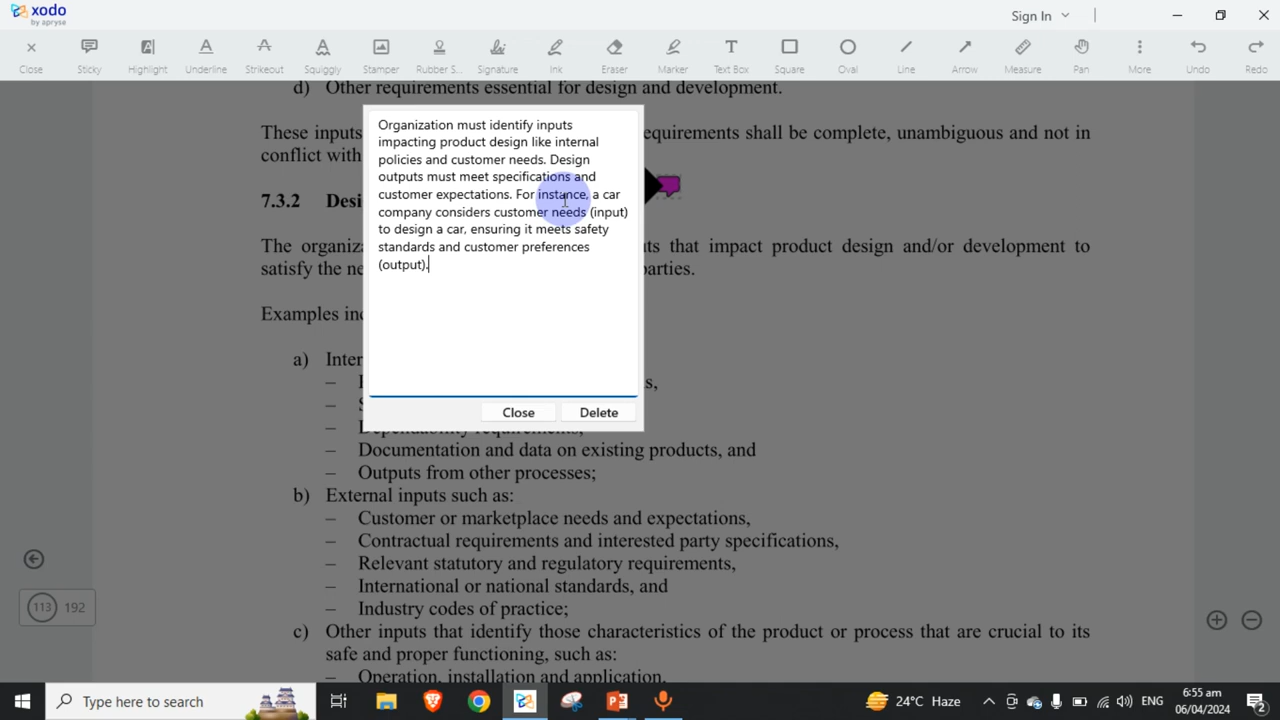 xodo
by apryse
Sign In
Close
Sticky
Highlight
Underline
Strikeout
Squiggly
Stamper
Rubber S...
Signature
Ink
Eraser
Marker
Text Box
Square
Oval
Line
Arrow
Measure
Pan
More
Undo
Redo
d) Other requirements essential for design and development.
These inputs
equirements shall be complete, unambiguous and not in
conflict with
7.3.2 Desi
The organiza
ts that impact product design and/or development to
satisfy the ne
parties.
Examples inc
a) Inter
s,
Organization must identify inputs
impacting product design like internal
policies and customer needs. Design
outputs must meet specifications and
customer expectations. For instance, a car
company considers customer needs (input)
to design a car, ensuring it meets safety
standards and customer preferences
(output).
Close
Delete
– Dependability requirements,
– Documentation and data on existing products, and
– Outputs from other processes;
b) External inputs such as:
– Customer or marketplace needs and expectations,
– Contractual requirements and interested party specifications,
– Relevant statutory and regulatory requirements,
– International or national standards, and
– Industry codes of practice;
c) Other inputs that identify those characteristics of the product or process that are crucial to its
safe and proper functioning, such as:
– Operation, installation and application,
113 192
Type here to search
24°C Haze
ENG
6:55 am
06/04/2024
2